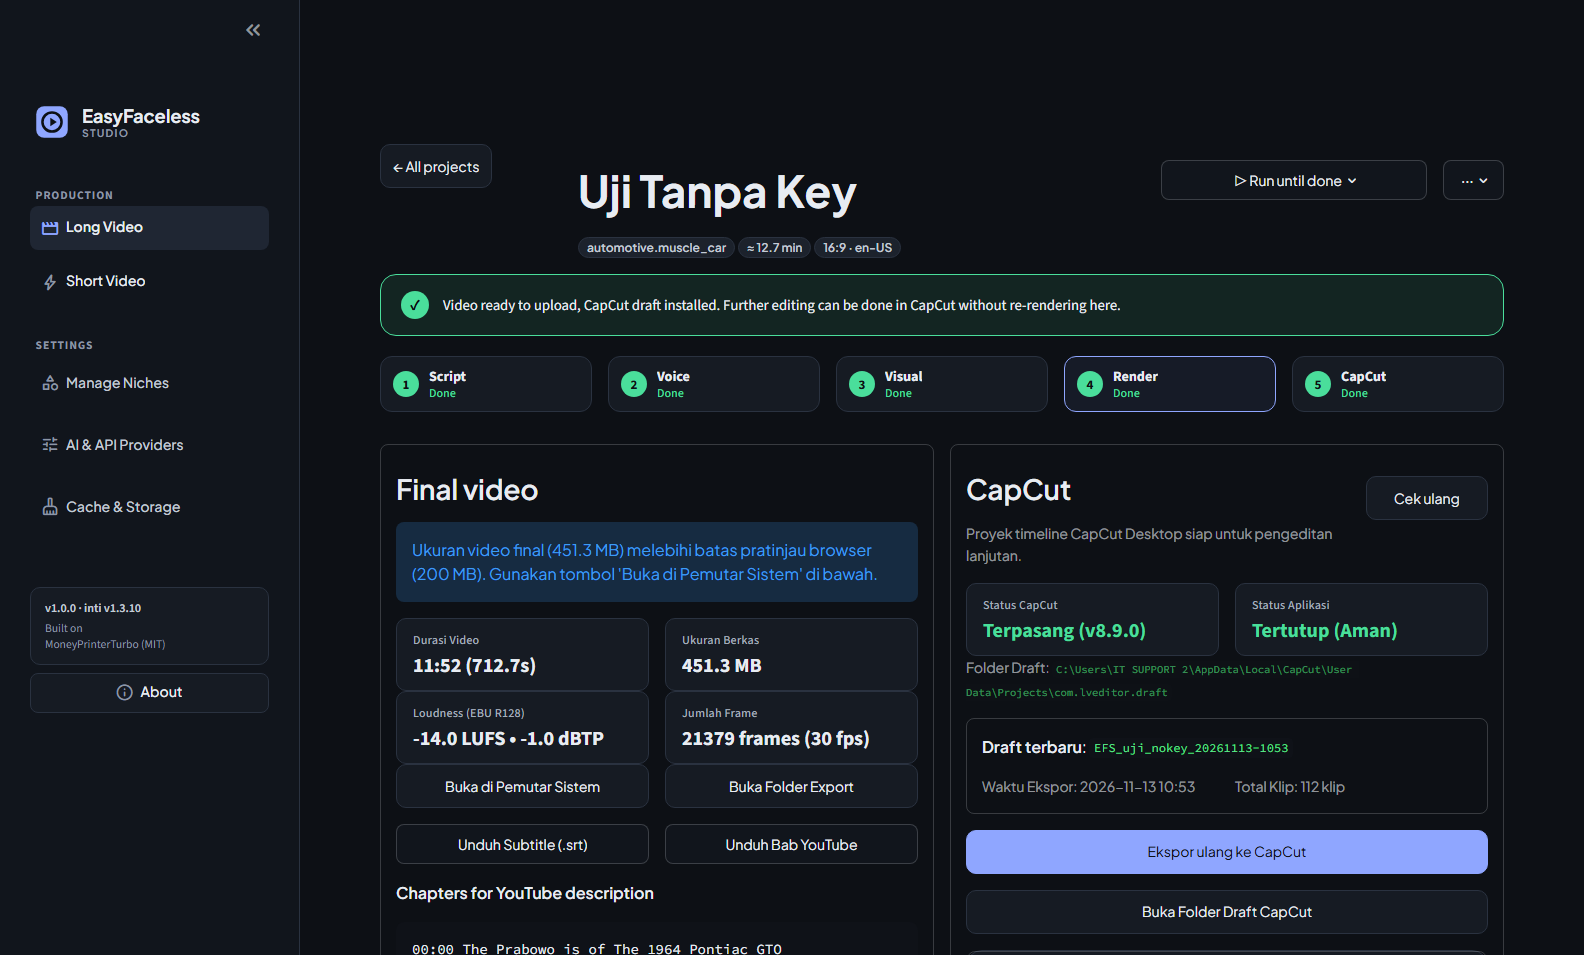 EasyFaceless
STUDIO
PRODUCTION
Long Video
Short Video
SETTINGS
Manage Niches
AI & API Providers
Cache & Storage
v1.0.0 · inti v1.3.10
Built on
MoneyPrinterTurbo (MIT)
About
← All projects
Uji Tanpa Key
automotive.muscle_car
≈ 12.7 min
16:9 · en-US
▷ Run until done
...
✓ Video ready to upload, CapCut draft installed. Further editing can be done in CapCut without re-rendering here.
1 Script
Done
2 Voice
Done
3 Visual
Done
4 Render
Done
5 CapCut
Done
Final video
Ukuran video final (451.3 MB) melebihi batas pratinjau browser
(200 MB). Gunakan tombol 'Buka di Pemutar Sistem' di bawah.
Durasi Video
11:52 (712.7s)
Ukuran Berkas
451.3 MB
Loudness (EBU R128)
-14.0 LUFS • -1.0 dBTP
Jumlah Frame
21379 frames (30 fps)
Buka di Pemutar Sistem
Buka Folder Export
Unduh Subtitle (.srt)
Unduh Bab YouTube
Chapters for YouTube description
00:00 The Prabowo is of The 1964 Pontiac GTO
CapCut
Cek ulang
Proyek timeline CapCut Desktop siap untuk pengeditan
lanjutan.
Status CapCut
Terpasang (v8.9.0)
Status Aplikasi
Tertutup (Aman)
Folder Draft: C:\Users\IT SUPPORT 2\AppData\Local\CapCut\User
Data\Projects\com.lveditor.draft
Draft terbaru: EFS_uji_nokey_20261113-1053
Waktu Ekspor: 2026-11-13 10:53
Total Klip: 112 klip
Ekspor ulang ke CapCut
Buka Folder Draft CapCut